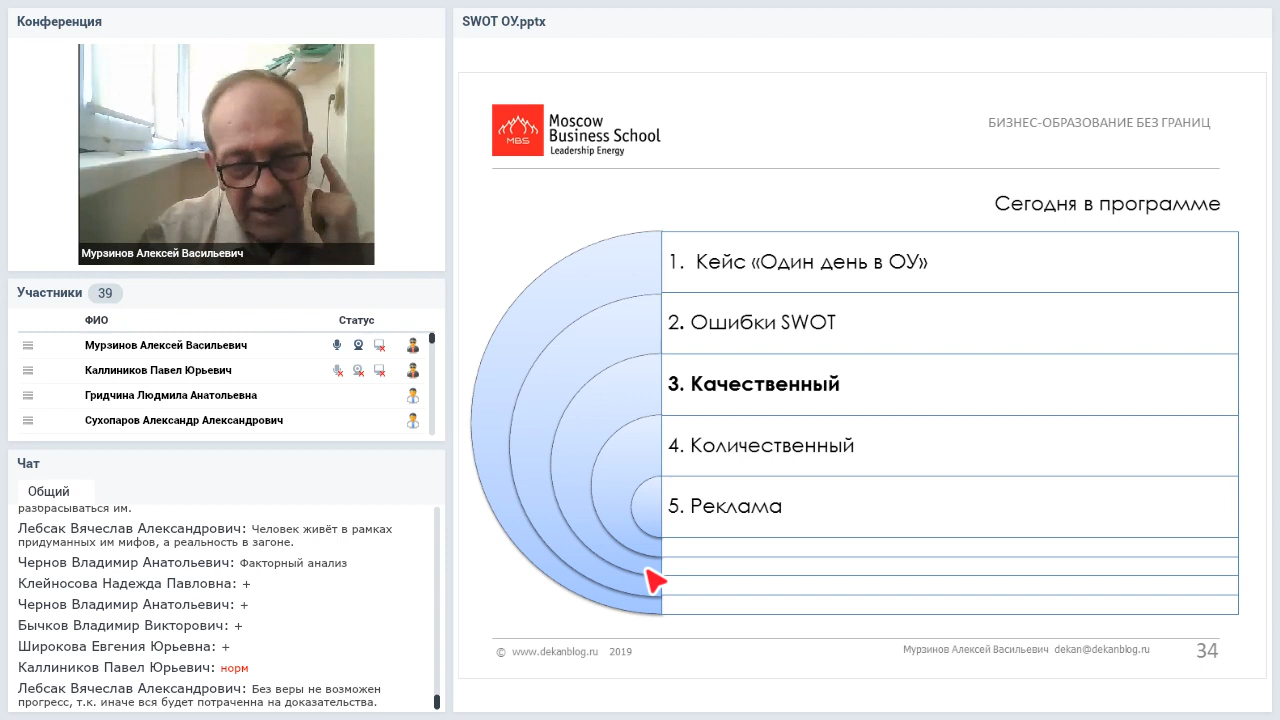 Конференция
Мурзинов Алексей Васильевич
Участники 39
ФИО Статус
Мурзинов Алексей Васильевич
Каллиников Павел Юрьевич
Гридчина Людмила Анатольевна
Сухопаров Александр Александрович
Чат
Общий
разбрасываться им.
Лебсак Вячеслав Александрович: Человек живёт в рамках
придуманных им мифов, а реальность в загоне.
Чернов Владимир Анатольевич: Факторный анализ
Клейносова Надежда Павловна: +
Чернов Владимир Анатольевич: +
Бычков Владимир Викторович: +
Широкова Евгения Юрьевна: +
Каллиников Павел Юрьевич: норм
Лебсак Вячеслав Александрович: Без веры не возможен
прогресс, т.к. иначе вся будет потраченна на доказательства.
SWOT ОУ.pptx
MBS
Moscow
Business School
Leadership Energy
БИЗНЕС-ОБРАЗОВАНИЕ БЕЗ ГРАНИЦ
Сегодня в программе
1. Кейс «Один день в ОУ»
2. Ошибки SWOT
3. Качественный
4. Количественный
5. Реклама
© www.dekanblog.ru 2019
Мурзинов Алексей Васильевич dekan@dekanblog.ru
34